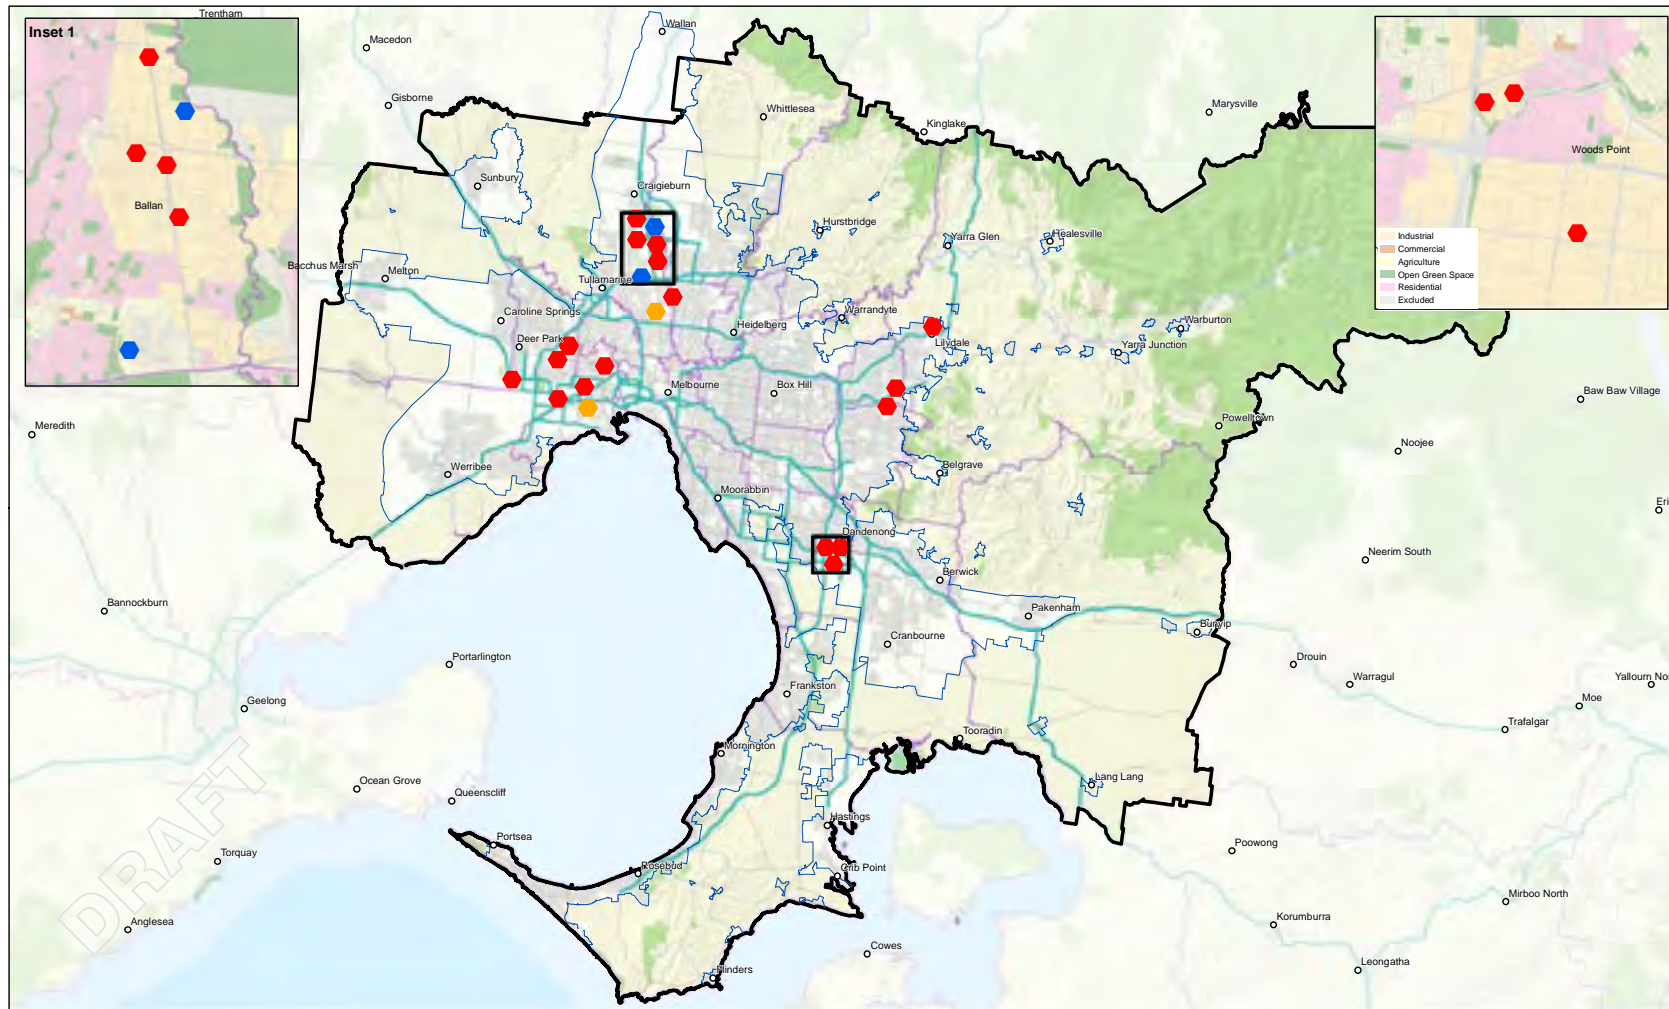 Trentham
Inset 1
Wallan
Macedon
Gisborne
Whittlesea
Kinglake
Marysville
Woods Point
Industrial
Commercial
Agriculture
Open Green Space
Residential
Excluded
Ballan
Sunbury
Craigieburn
Hurstbridge
Yarra Glen
Healesville
Bacchus Marsh
Melton
Tullamarine
Caroline Springs
Heidelberg
Warrandyte
Lilydale
Warburton
Yarra Junction
Deer Park
Melbourne
Box Hill
Powelltown
Baw Baw Village
Noojee
Meredith
Werribee
Belgrave
Moorabbin
Dandenong
Neerim South
Berwick
Bannockburn
Pakenham
Bunyip
Cranbourne
Portarlington
Drouin
Warragul
Geelong
Frankston
Moe
Trafalgar
Tooradin
Mornington
Lang Lang
Ocean Grove
Queenscliff
Hastings
Portsea
Poowong
Torquay
Rosebud
Crib Point
Mirboo North
Anglesea
Korumburra
Cowes
Leongatha
Flinders
DRAFT